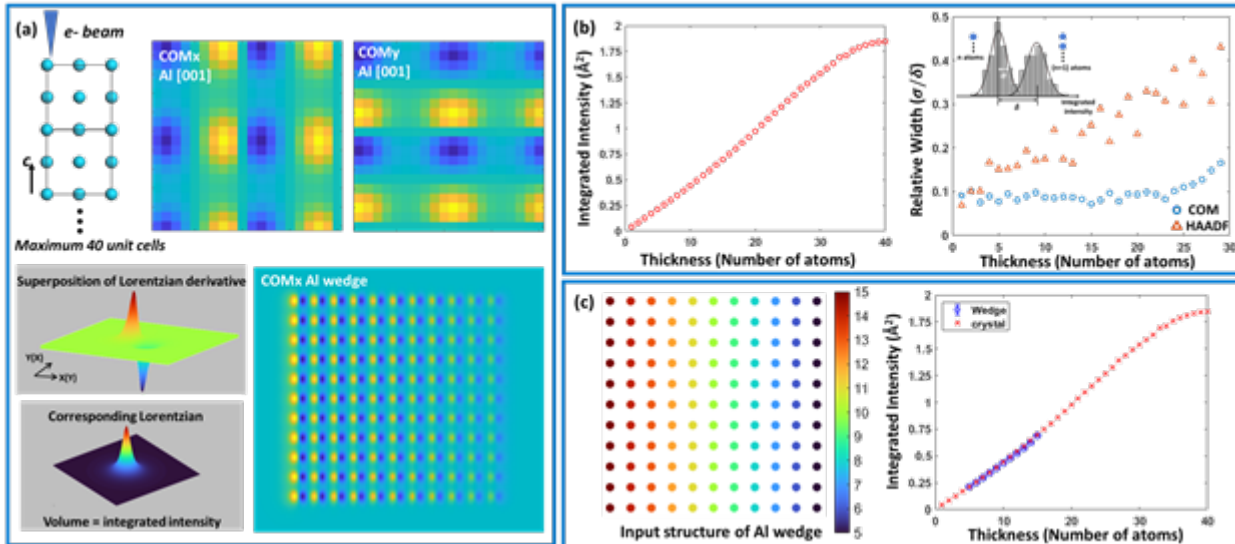 (a)
e- beam
c
Maximum 40 unit cells
COMx
Al [001]
COMy
Al [001]
Superposition of Lorentzian derivative
Y(X)
X(Y)
Corresponding Lorentzian
Volume = integrated intensity
COMx Al wedge
(b)
Integrated Intensity (Å²)
2
1.75
1.5
1.25
1
0.75
0.5
0.25
0
0 10 20 30 40
Thickness (Number of atoms)
Relative Width (σ/δ)
0.5
0.4
0.3
0.2
0.1
0
0 5 10 15 20 25 30
Thickness (Number of atoms)
n atoms
(n+1) atoms
δ
Integrated
Intensity
COM
HAADF
(c)
15
14
13
12
11
10
9
8
7
6
5
Input structure of Al wedge
Integrated Intensity (Å²)
2
1.75
1.5
1.25
1
0.75
0.5
0.25
0
0 10 20 30 40
Thickness (Number of atoms)
Wedge
crystal